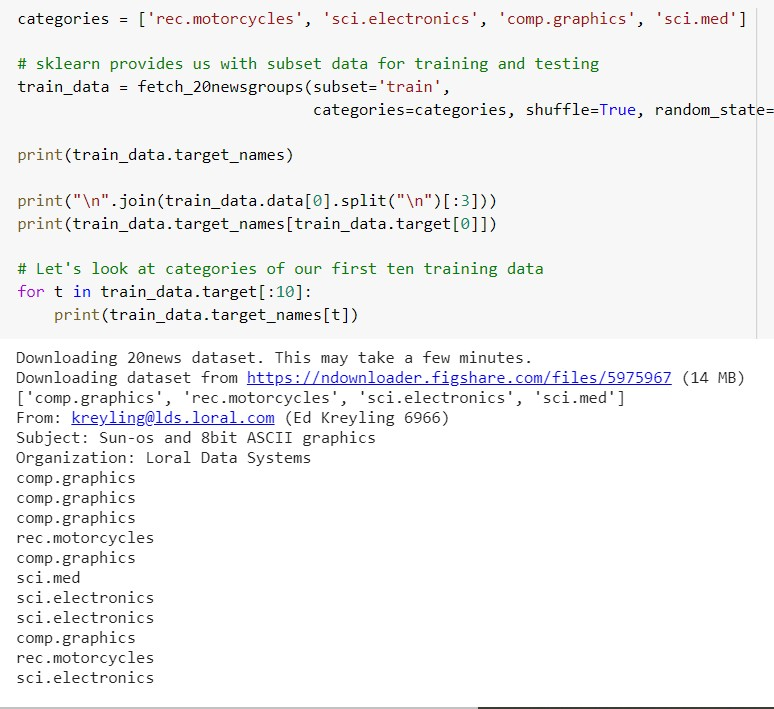 categories = ['rec.motorcycles', 'sci.electronics', 'comp.graphics', 'sci.med']
# sklearn provides us with subset data for training and testing
train_data = fetch_20newsgroups(subset='train',
categories=categories, shuffle=True, random_state=
print(train_data.target_names)
print("\n".join(train_data.data[0].split("\n")[:3]))
print(train_data.target_names[train_data.target[0]])
# Let's look at categories of our first ten training data
for t in train_data.target[:10]:
print(train_data.target_names[t])
Downloading 20news dataset. This may take a few minutes.
Downloading dataset from https://ndownloader.figshare.com/files/5975967 (14 MB)
['comp.graphics', 'rec.motorcycles', 'sci.electronics', 'sci.med']
From: kreyling@lds.loral.com (Ed Kreyling 6966)
Subject: Sun-os and 8bit ASCII graphics
Organization: Loral Data Systems
comp.graphics
comp.graphics
comp.graphics
rec.motorcycles
comp.graphics
sci.med
sci.electronics
sci.electronics
comp.graphics
rec.motorcycles
sci.electronics